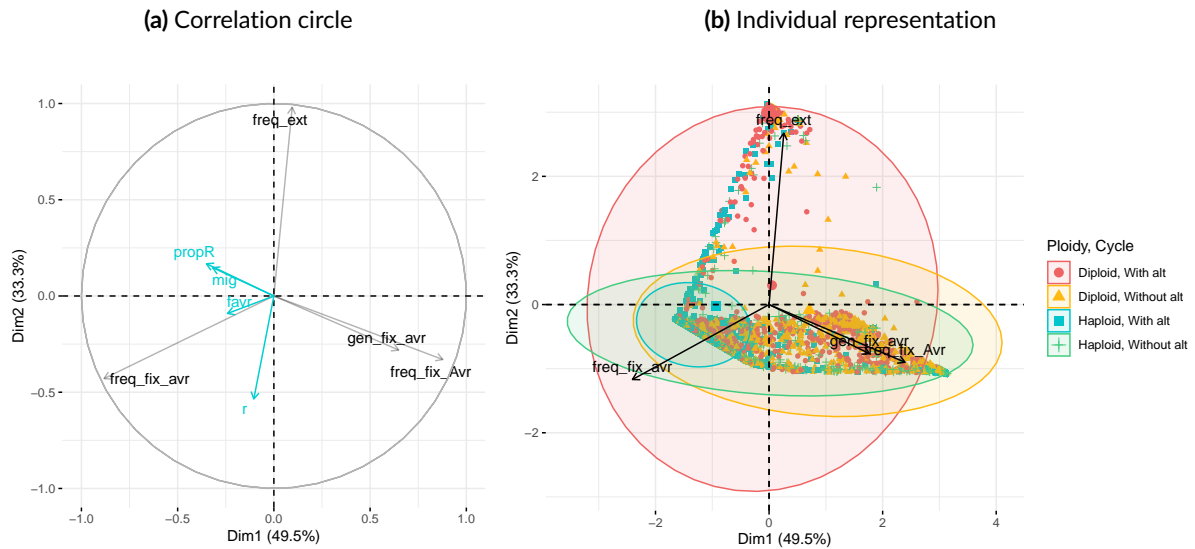 (a) Correlation circle
(b) Individual representation
1.0
0.5
0.0
−0.5
−1.0
Dim2 (33.3%)
freq_ext
propR
mig
favr
gen_fix_avr
freq_fix_Avr
freq_fix_avr
r
−1.0
−0.5
0.0
0.5
1.0
Dim1 (49.5%)
2
0
−2
Dim2 (33.3%)
freq_ext
gen_fix_avr
freq_fix_Avr
freq_fix_avr
−2
0
2
4
Dim1 (49.5%)
Ploidy, Cycle
Diploid, With alt
Diploid, Without alt
Haploid, With alt
Haploid, Without alt